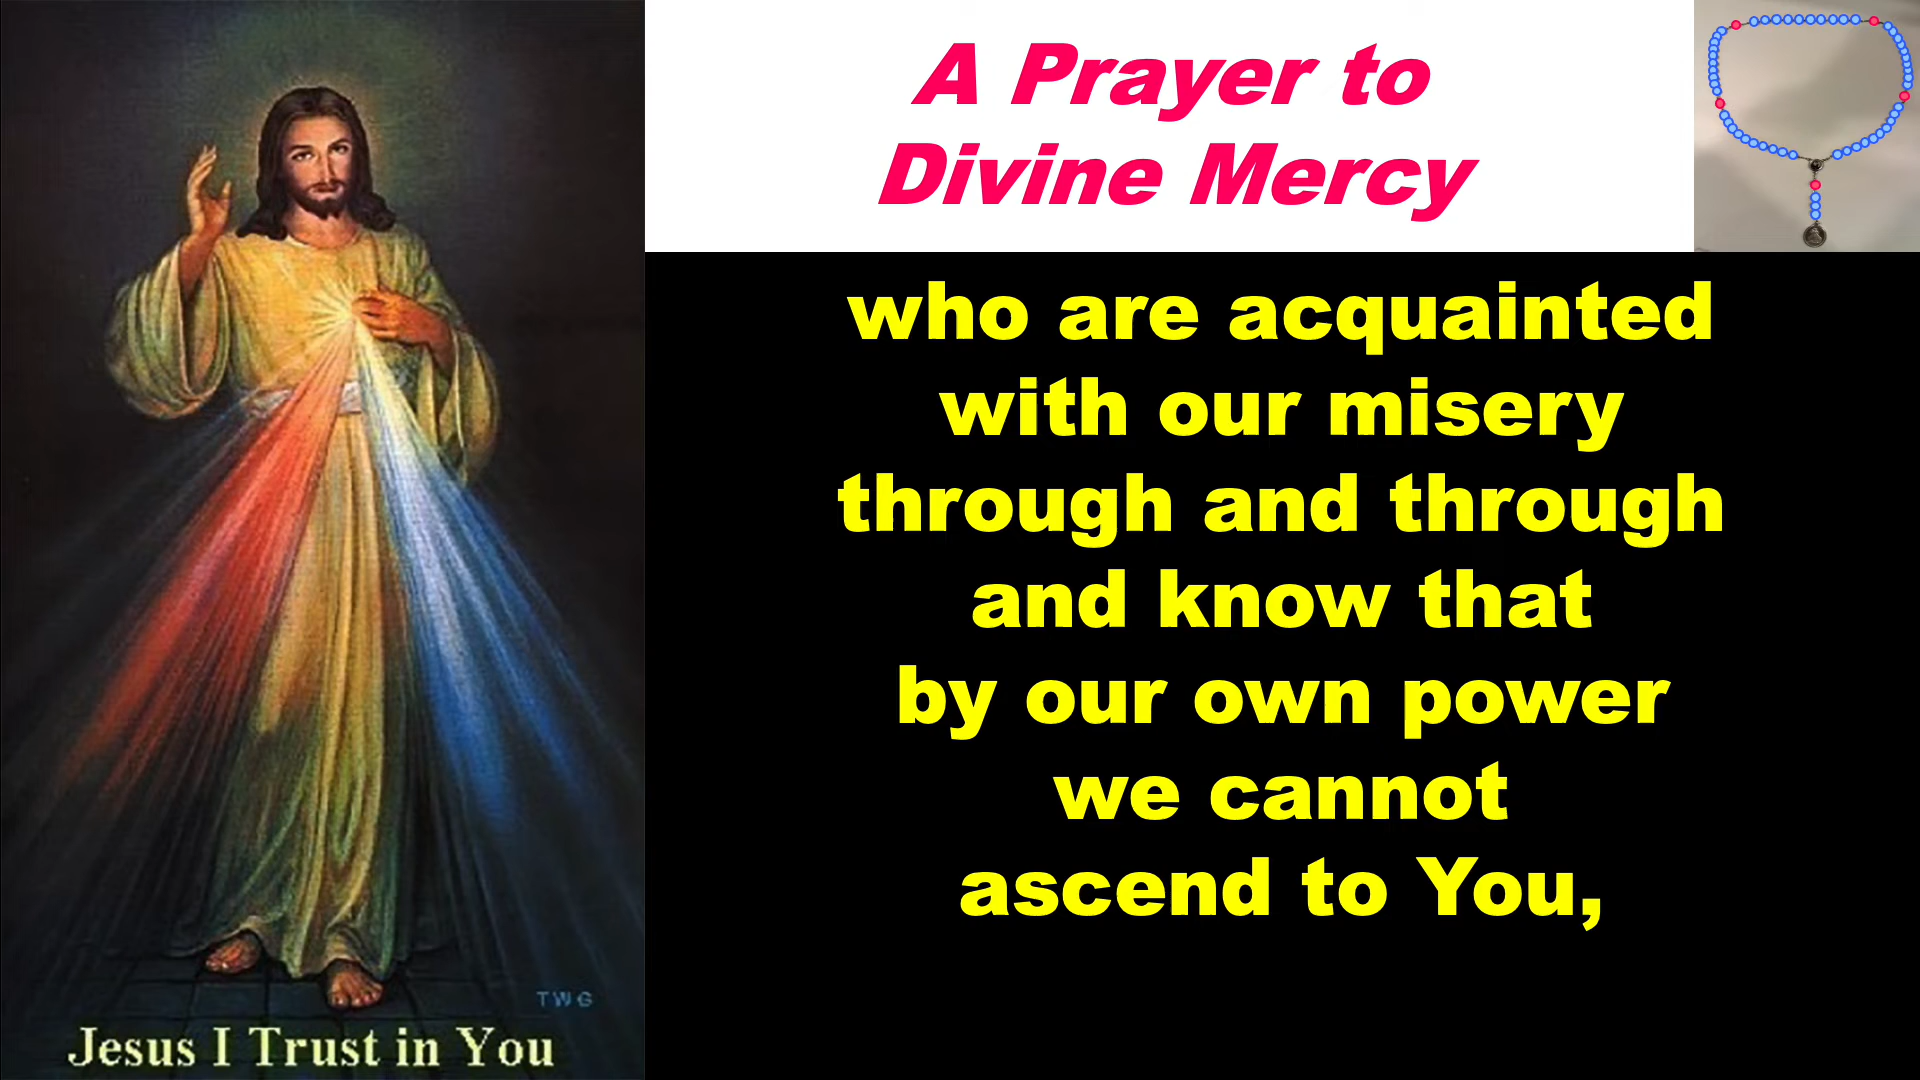 A Prayer to
Divine Mercy
who are acquainted
with our misery
through and through
and know that
by our own power
we cannot
ascend to You,
TWG
Jesus I Trust in You